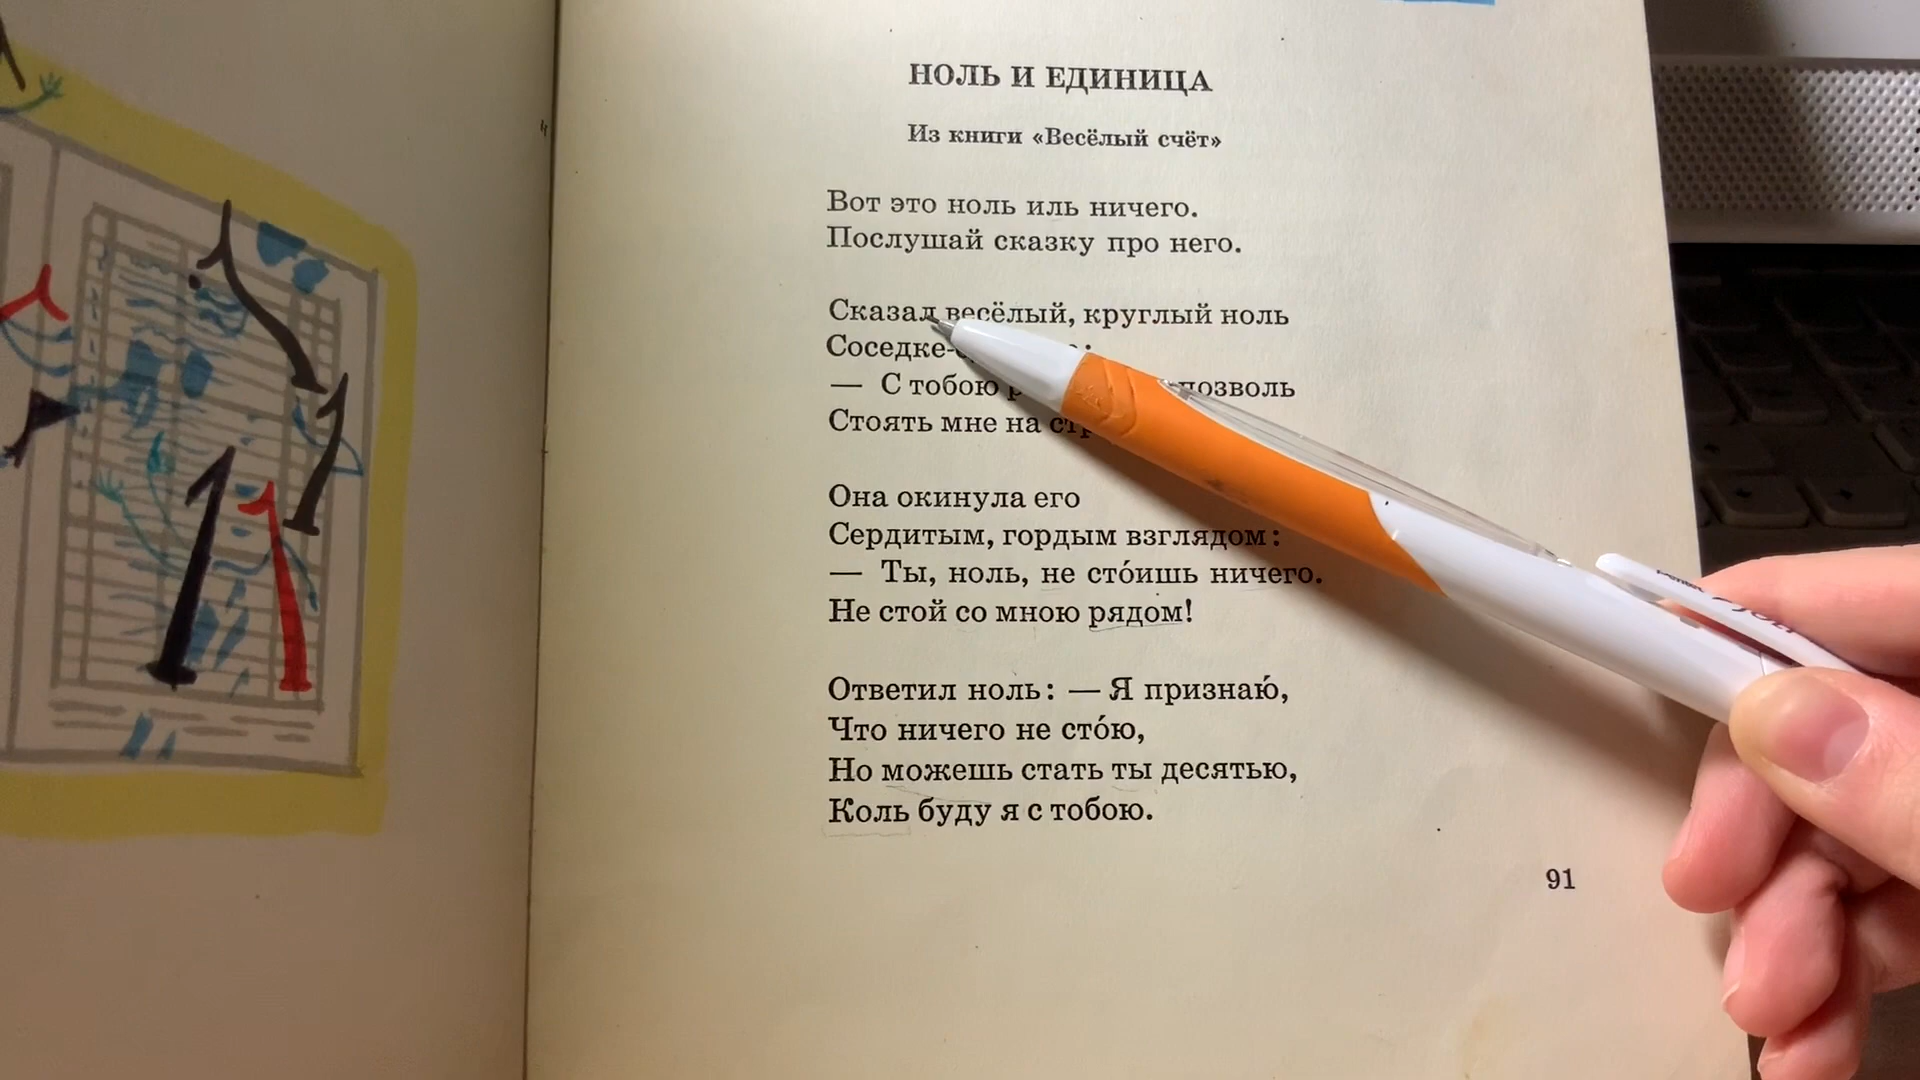 НОЛЬ И ЕДИНИЦА
Из книги «Весёлый счёт»
Вот это ноль иль ничего.
Послушай сказку про него.
Сказал весёлый, круглый ноль
Соседке-
— С тобою позволь
Стоять мне на
Она окинула его
Сердитым, гордым взглядом:
— Ты, ноль, не сто́ишь ничего.
Не стой со мною рядом!
Ответил ноль: — Я признаю́,
Что ничего не сто́ю,
Но можешь стать ты десятью,
Коль буду я с тобою.
91